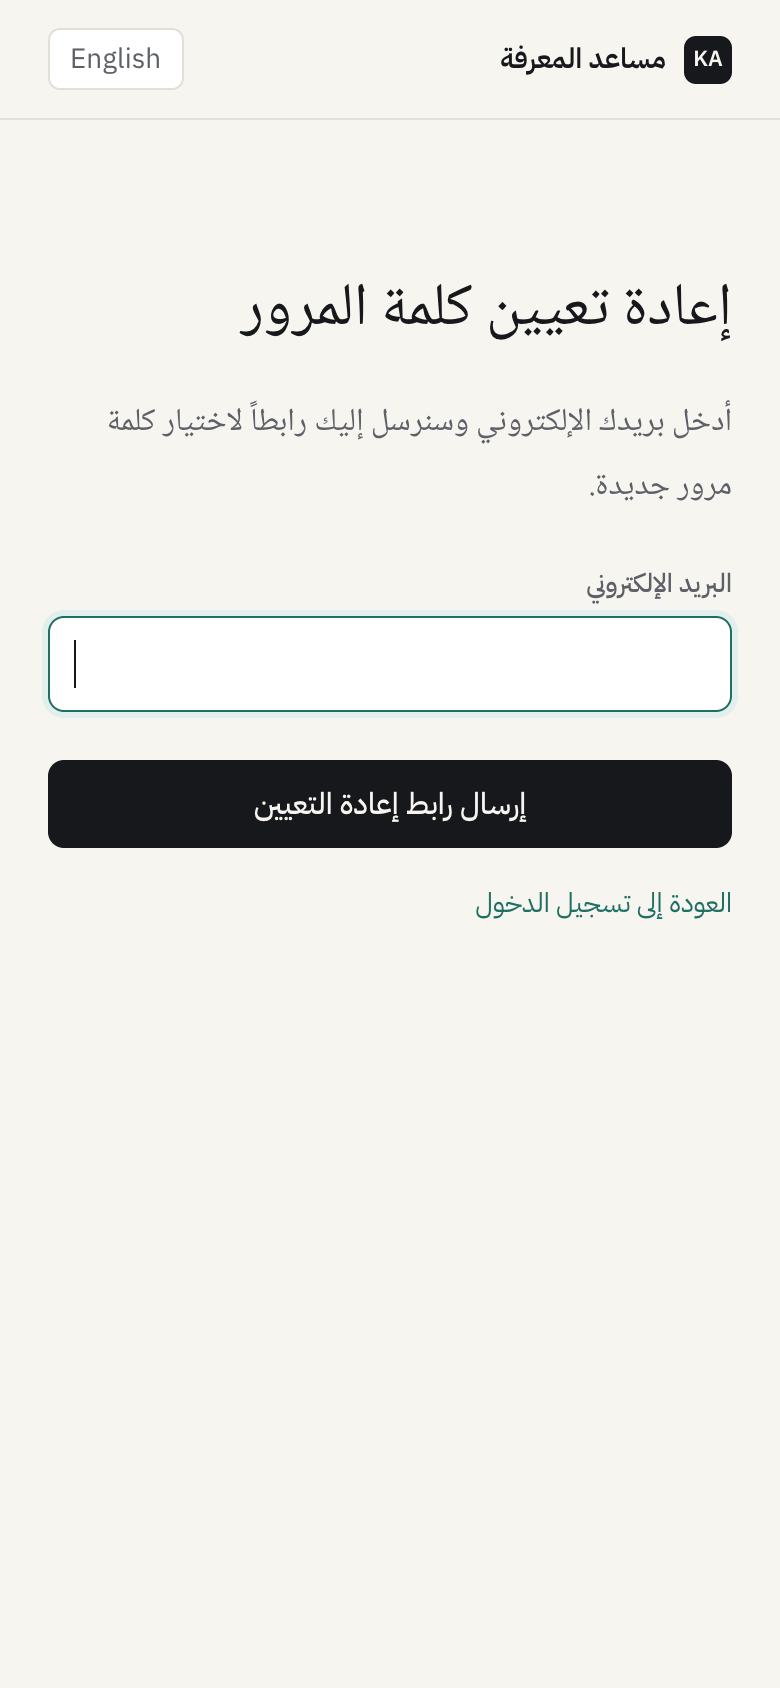 KA مساعد المعرفة
English
إعادة تعيين كلمة المرور
أدخل بريدك الإلكتروني وسنرسل إليك رابطاً لاختيار كلمة
مرور جديدة.
البريد الإلكتروني
إرسال رابط إعادة التعيين
العودة إلى تسجيل الدخول